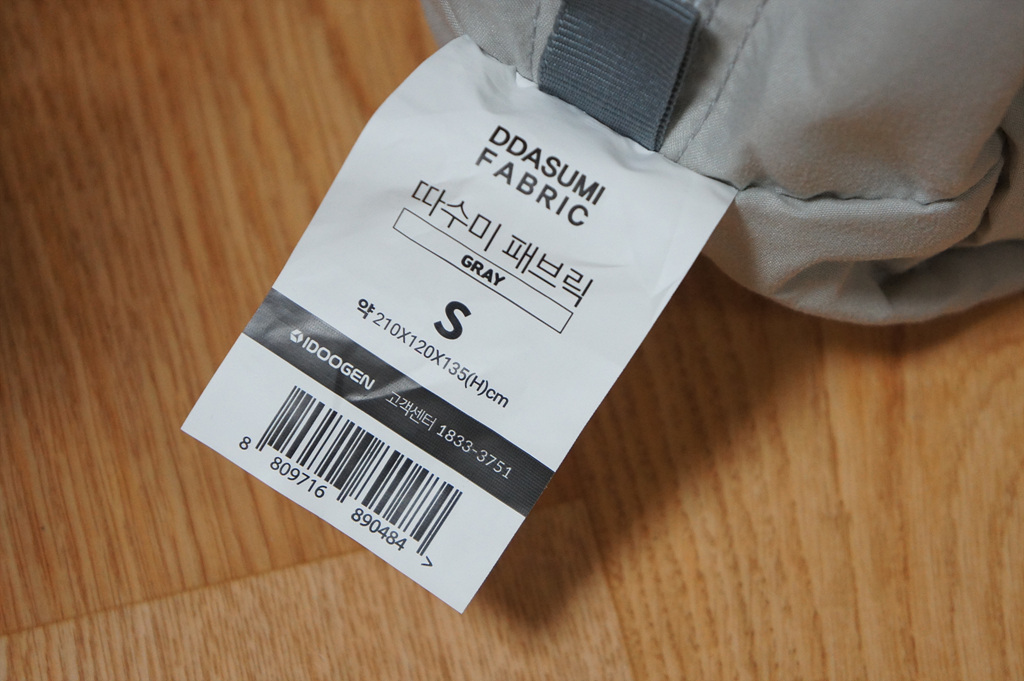 DDASUMI
FABRIC
따수미 패브릭
GRAY
S
약 210X120X135(H)cm
IDOOGEN 고객센터 1833-3751
8 809716 890484 >